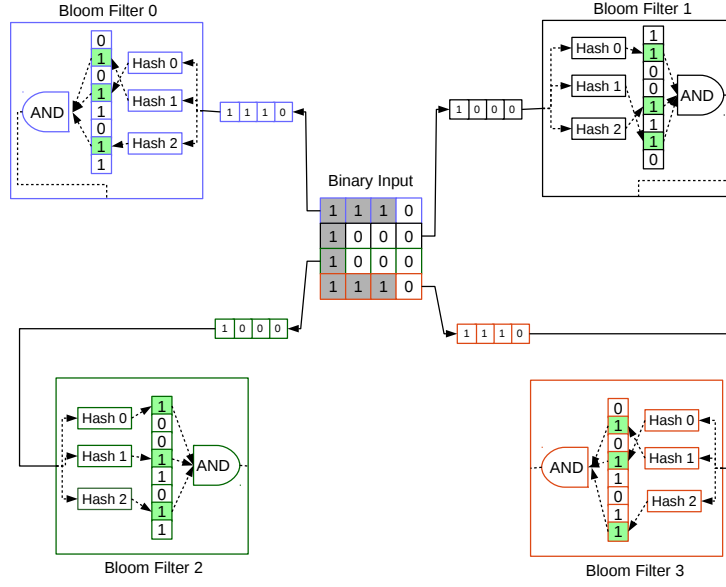 Bloom Filter 0
0
1
0
1
1
0
1
1
AND
Hash 0
Hash 1
Hash 2
1 1 1 0
Bloom Filter 1
Hash 0
Hash 1
Hash 2
1
1
0
0
1
1
1
0
AND
1 0 0 0
Binary Input
1 1 1 0
1 0 0 0
1 0 0 0
1 1 1 0
1 0 0 0
1 1 1 0
Hash 0
Hash 1
Hash 2
1
0
0
1
1
0
1
1
AND
Bloom Filter 2
AND
0
1
0
1
1
0
1
1
Hash 0
Hash 1
Hash 2
Bloom Filter 3